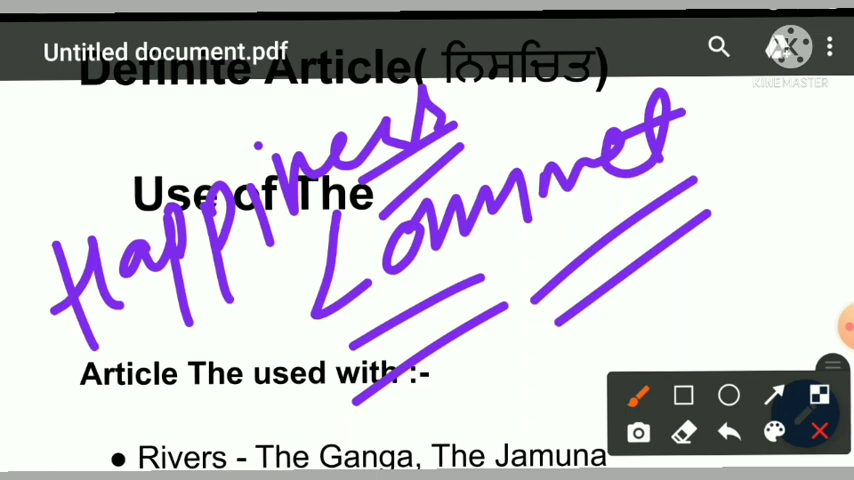 Untitled document.pdf
KINEMASTER
Definite Article( ਨਿਸਚਿਤ)
Happiness
Use of The
Article The used with :-
● Rivers - The Ganga, The Jamuna